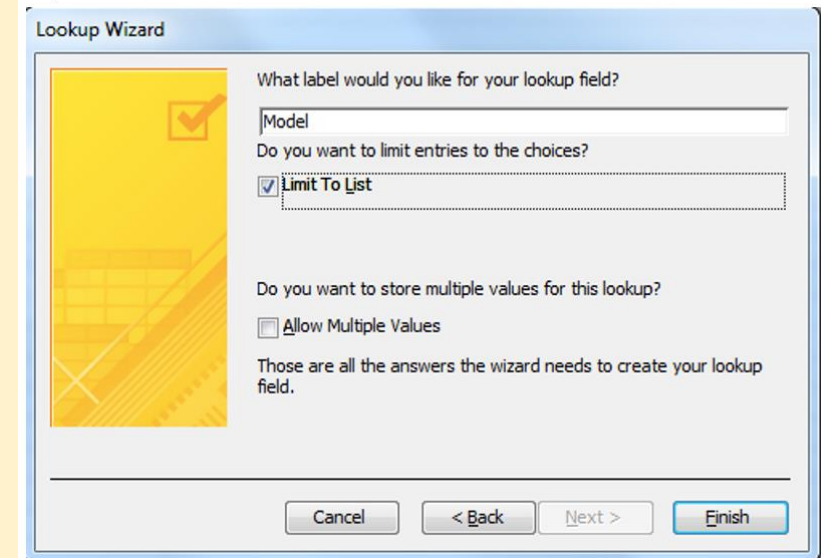 Lookup Wizard
What label would you like for your lookup field?
Model
Do you want to limit entries to the choices?
Limit To List
Do you want to store multiple values for this lookup?
Allow Multiple Values
Those are all the answers the wizard needs to create your lookup
field.
Cancel
< Back
Next >
Finish